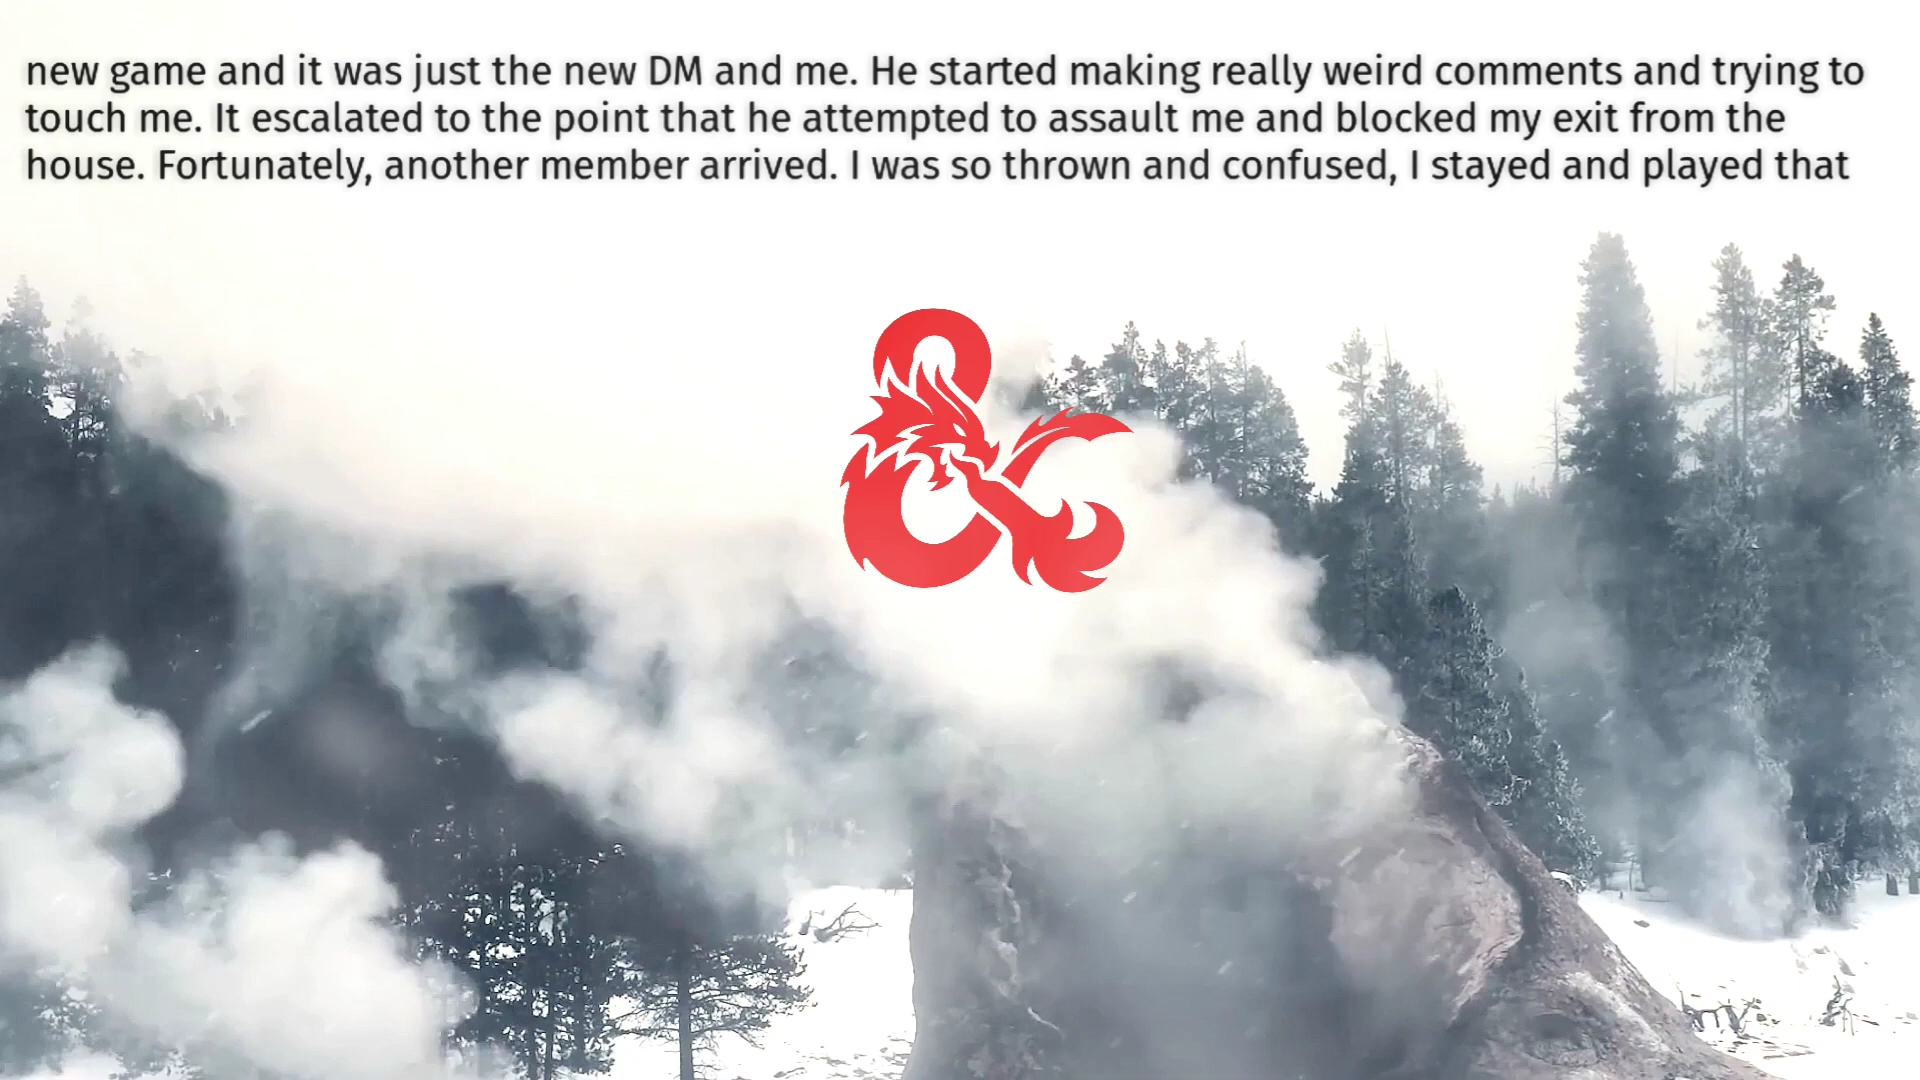 new game and it was just the new DM and me. He started making really weird comments and trying to
touch me. It escalated to the point that he attempted to assault me and blocked my exit from the
house. Fortunately, another member arrived. I was so thrown and confused, I stayed and played that